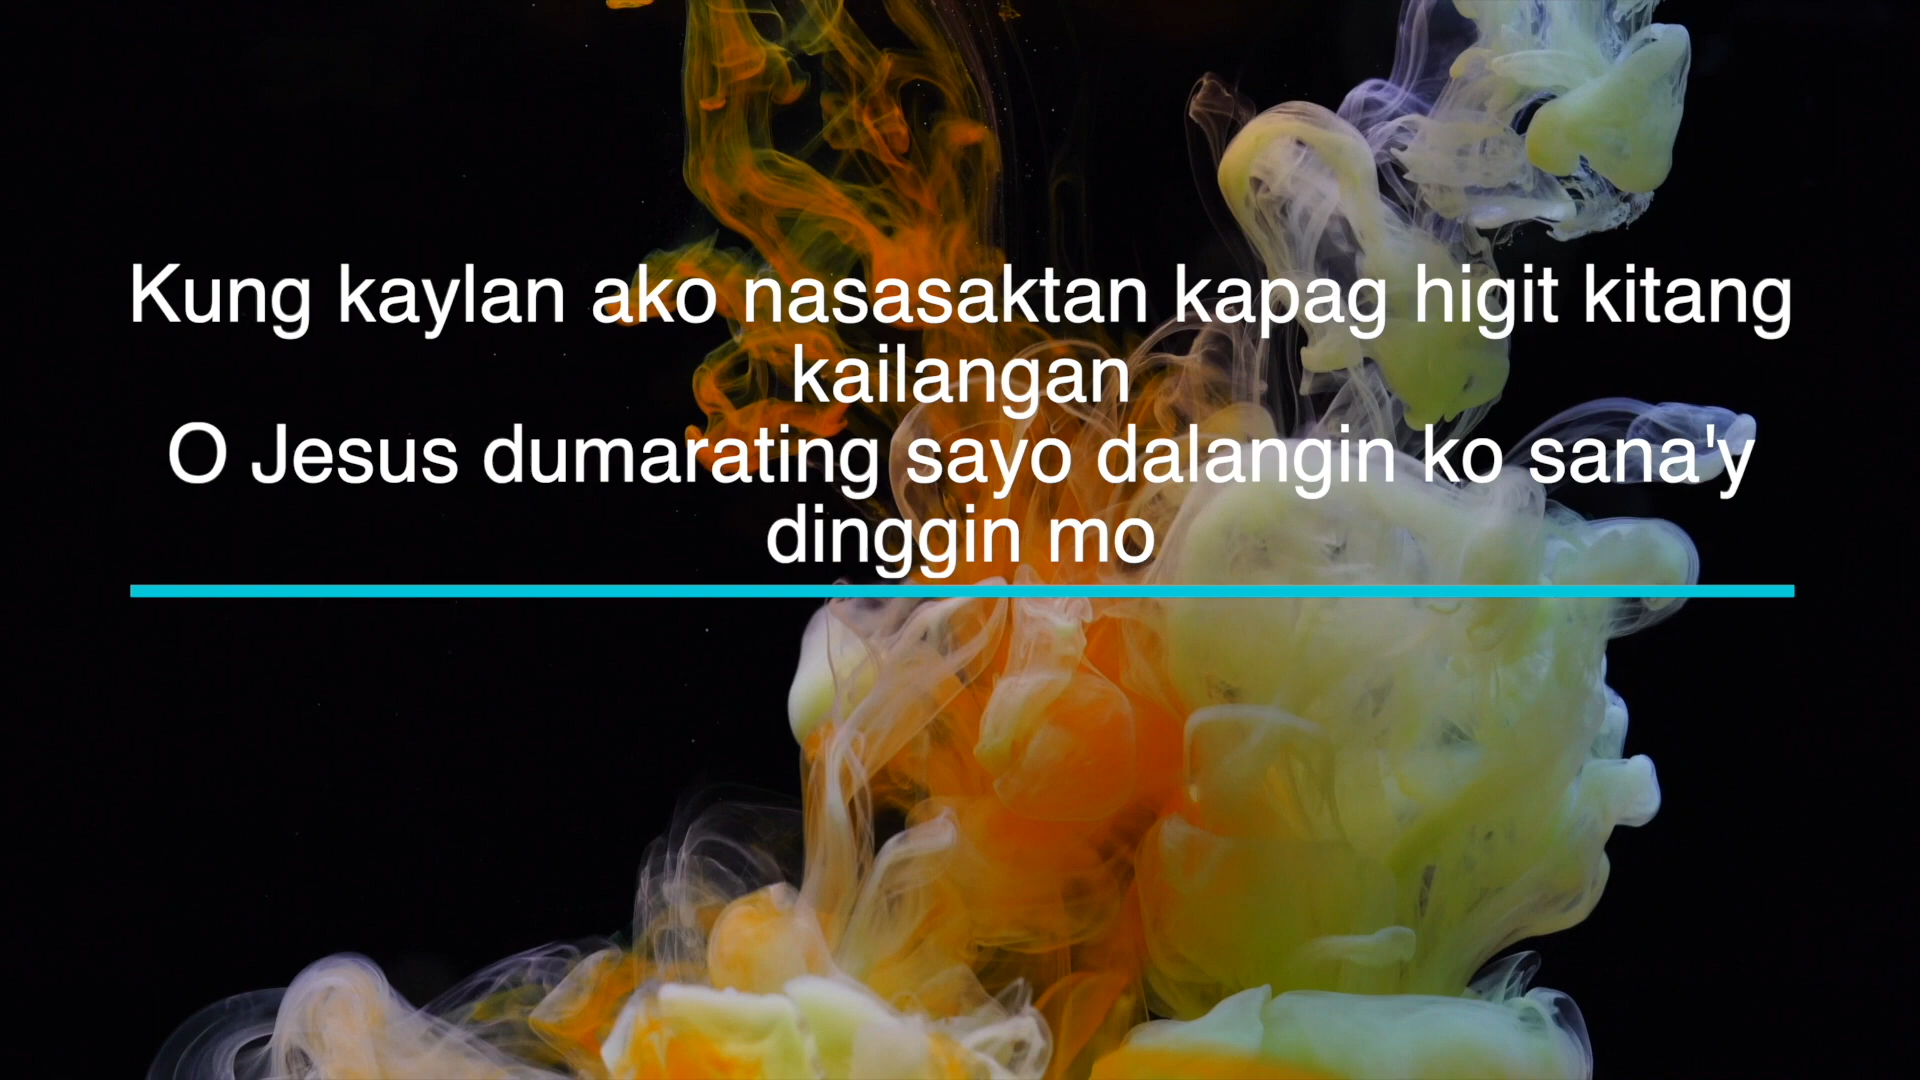 Kung kaylan ako nasasaktan kapag higit kitang
kailangan
O Jesus dumarating sayo dalangin ko sana'y
dinggin mo